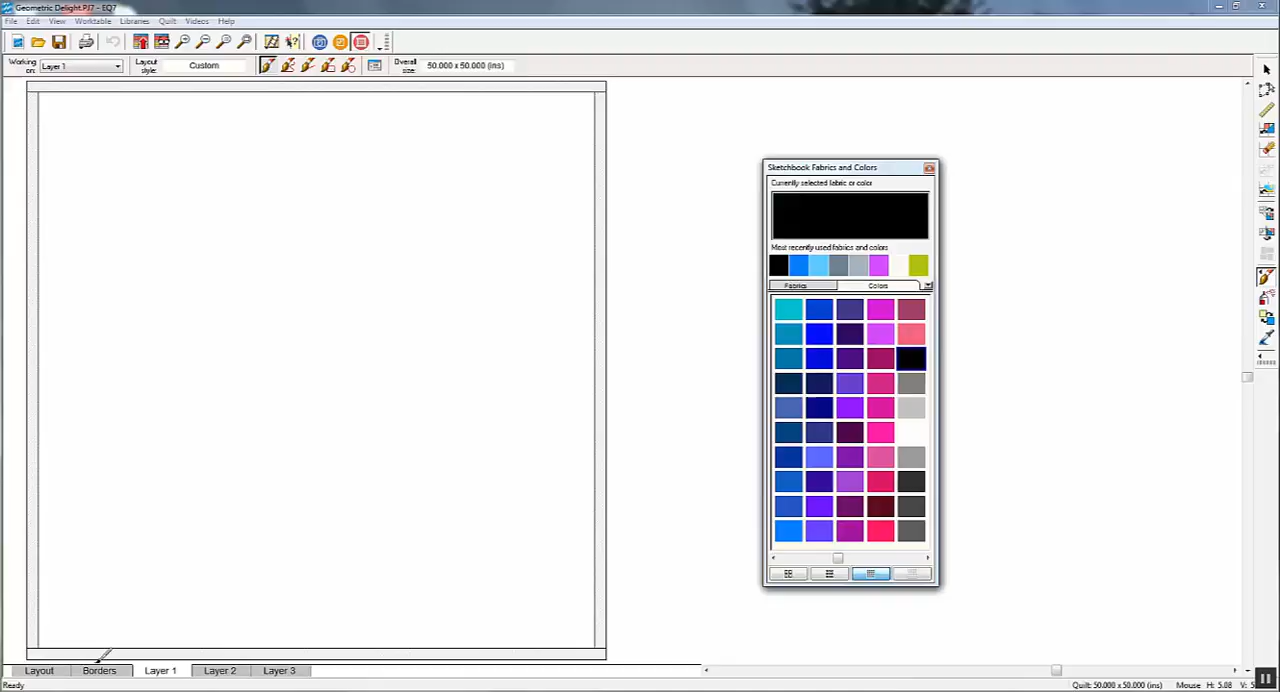 Geometric Delight.PJ7 - EQ7
File Edit View Worktable Libraries Quilt Videos Help
Working on: Layer 1 Layout style: Custom Overall size: 50.000 x 50.000 (ins)
Sketchbook Fabrics and Colors
Currently selected fabric or color
Most recently used fabrics and colors
Fabrics Colors
Layout Borders Layer 1 Layer 2 Layer 3
Ready Quilt: 50.000 x 50.000 (ins) Mouse H: 5.08 V: 5